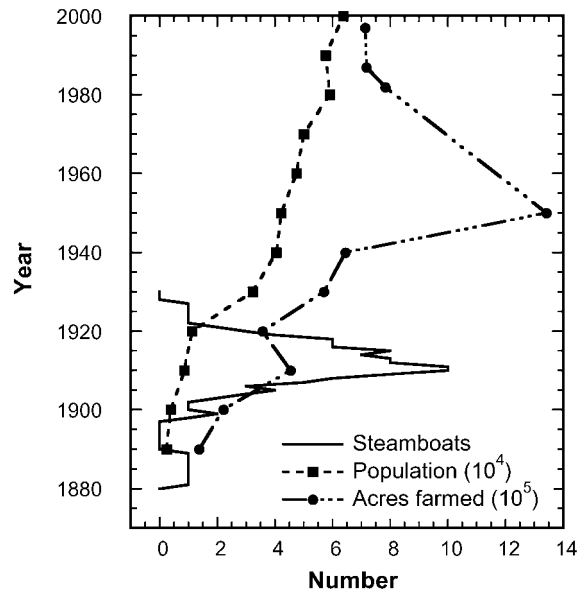 2000
1980
1960
1940
1920
1900
1880
Year
Steamboats
Population (10⁴)
Acres farmed (10⁵)
0 2 4 6 8 10 12 14
Number